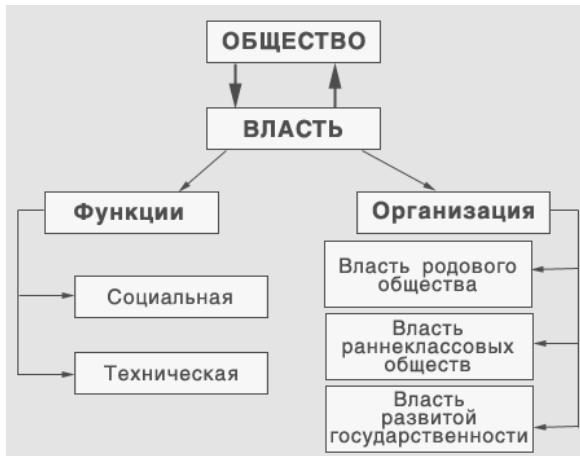 ОБЩЕСТВО
ВЛАСТЬ
Функции
Социальная
Техническая
Организация
Власть родового
общества
Власть
раннеклассовых
обществ
Власть
развитой
государственности